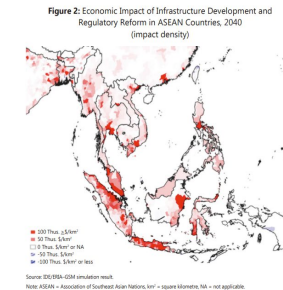 Figure 2: Economic Impact of Infrastructure Development and
Regulatory Reform in ASEAN Countries, 2040
(impact density)
100 Thus. ≥$/km²
50 Thus. $/km²
0 Thus. $/km² or NA
-50 Thus. $/km²
-100 Thus. $/km² or less
Source: IDE/ERIA-GSM simulation result.
Note: ASEAN = Association of Southeast Asian Nations, km² = square kilometre, NA = not applicable.